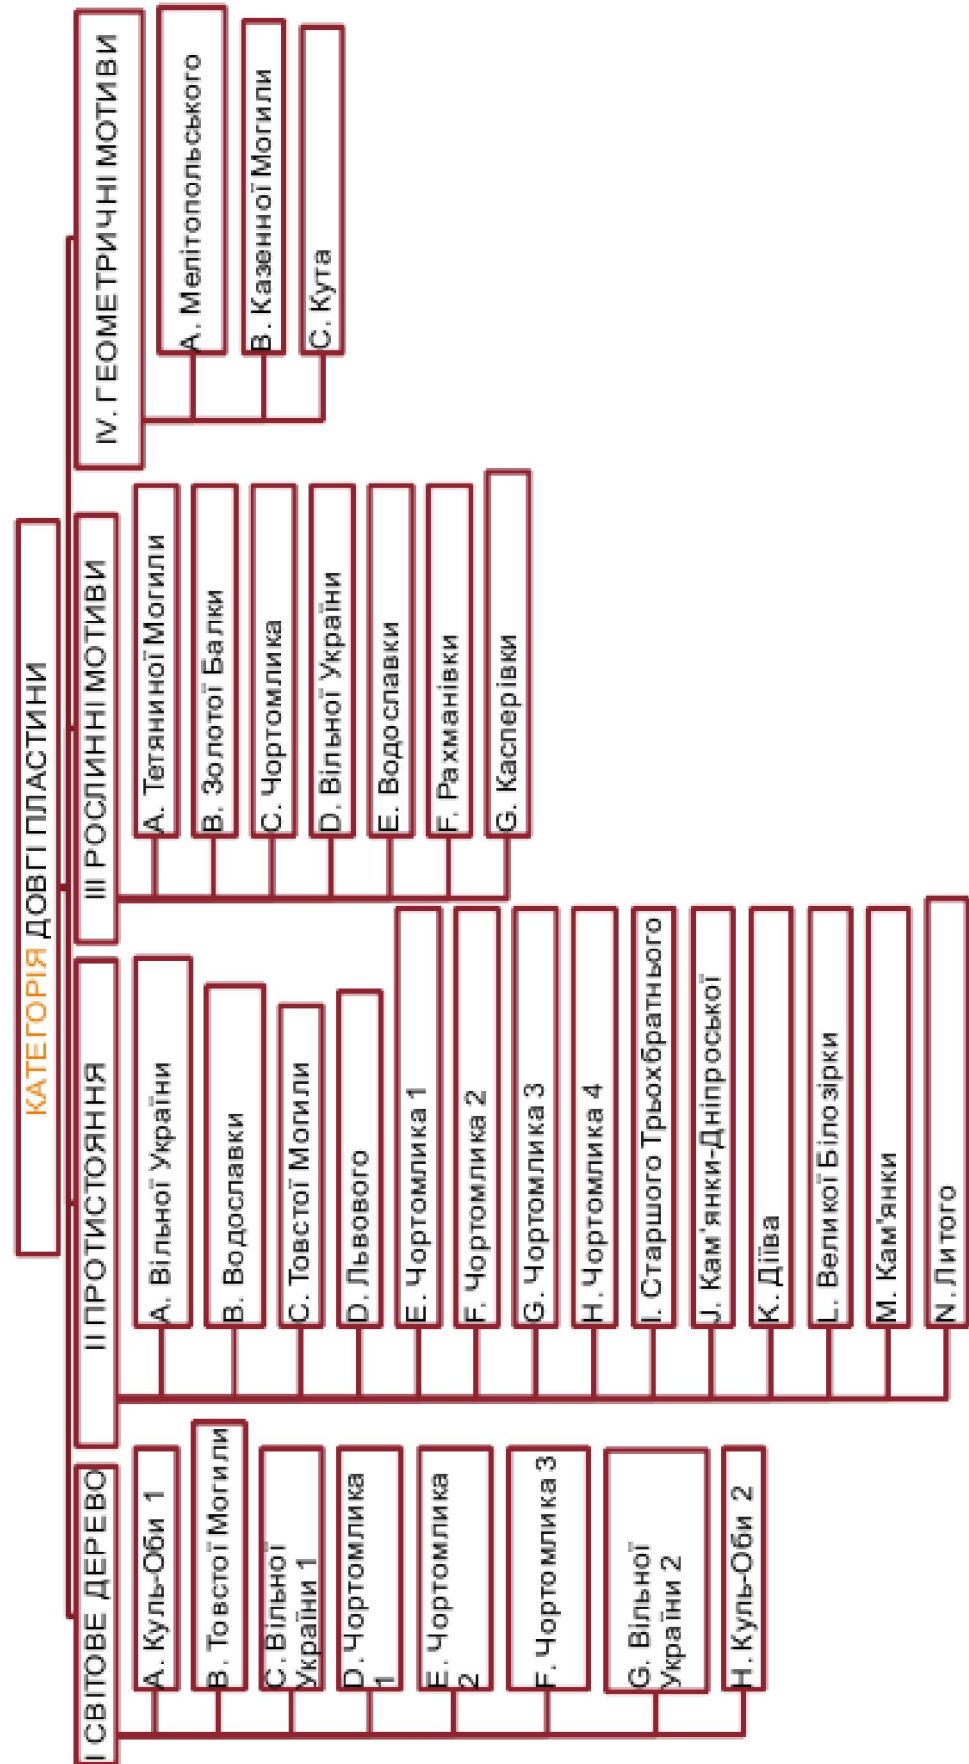 КАТЕГОРІЯ ДОВГІ ПЛАСТИНИ
І СВІТОВЕ ДЕРЕВО
A. Куль-Оби 1
B. Товстої Могили
C. Вільної
України 1
D. Чортомлика
1
E. Чортомлика
2
F. Чортомлика 3
G. Вільної
України 2
H. Куль-Оби 2
ІІ ПРОТИСТОЯННЯ
A. Вільної України
B. Водославки
C. Товстої Могили
D. Львового
E. Чортомлика 1
F. Чортомлика 2
G. Чортомлика 3
H. Чортомлика 4
I. Старшого Трьохбратнього
J. Кам'янки-Дніпроської
K. Діїва
L. Великої Білозірки
M. Кам'янки
N. Литого
ІІІ РОСЛИННІ МОТИВИ
A. Тетяниної Могили
B. Золотої Балки
C. Чортомлика
D. Вільної України
E. Водославки
F. Рахманівки
G. Касперівки
IV. ГЕОМЕТРИЧНІ МОТИВИ
A. Мелітопольського
B. Казенної Могили
C. Кута